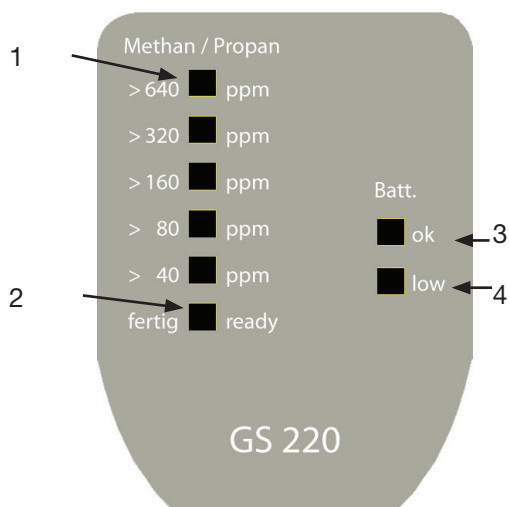 Methan / Propan
1
> 640 ppm
> 320 ppm
> 160 ppm
Batt.
> 80 ppm
ok
3
> 40 ppm
low
4
2
fertig ready
GS 220